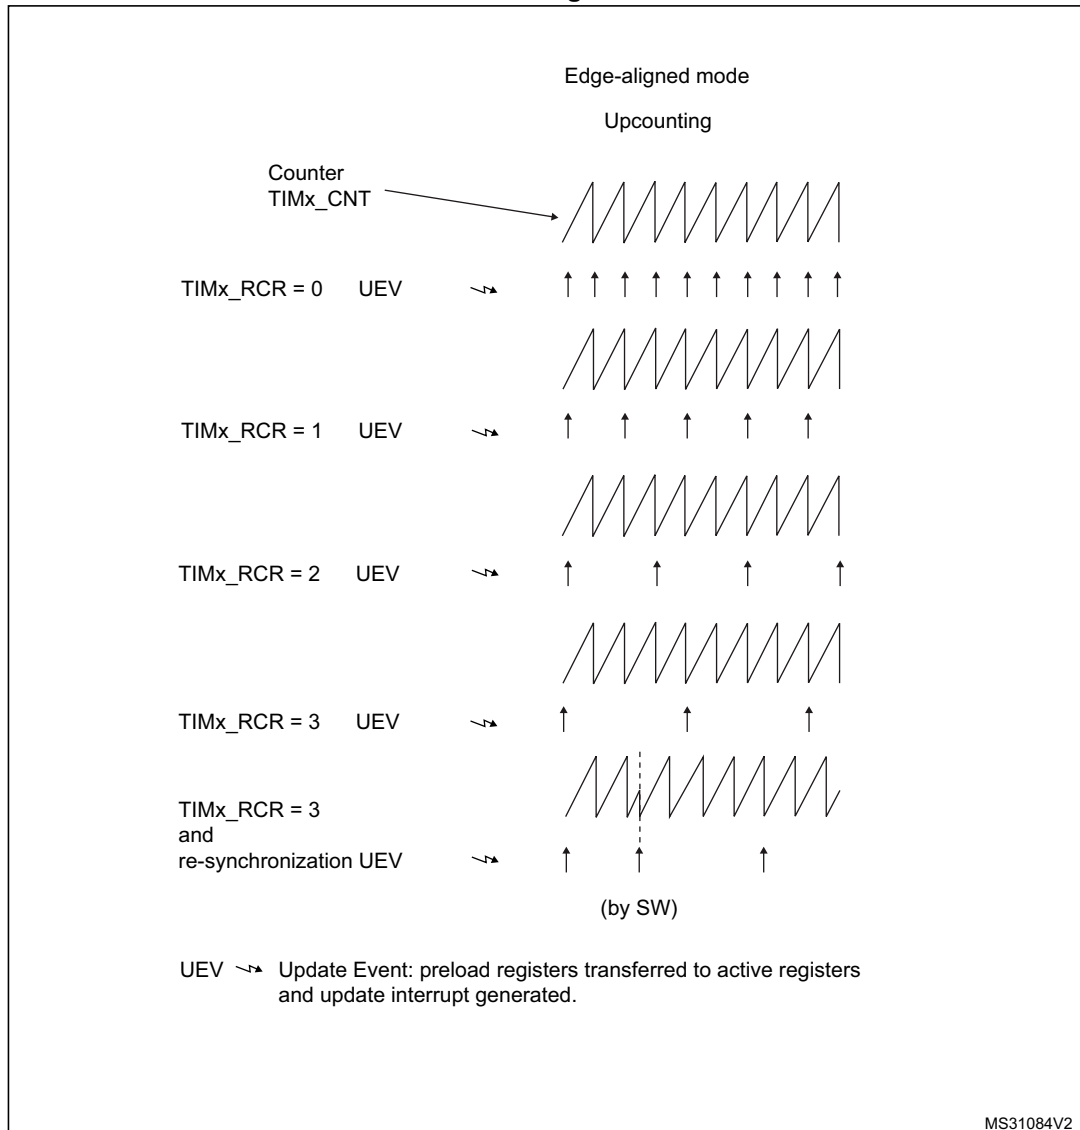 Edge-aligned mode
Upcounting
Counter
TIMx_CNT
TIMx_RCR = 0 UEV
TIMx_RCR = 1 UEV
TIMx_RCR = 2 UEV
TIMx_RCR = 3 UEV
TIMx_RCR = 3
and
re-synchronization UEV
(by SW)
UEV Update Event: preload registers transferred to active registers
and update interrupt generated.
MS31084V2